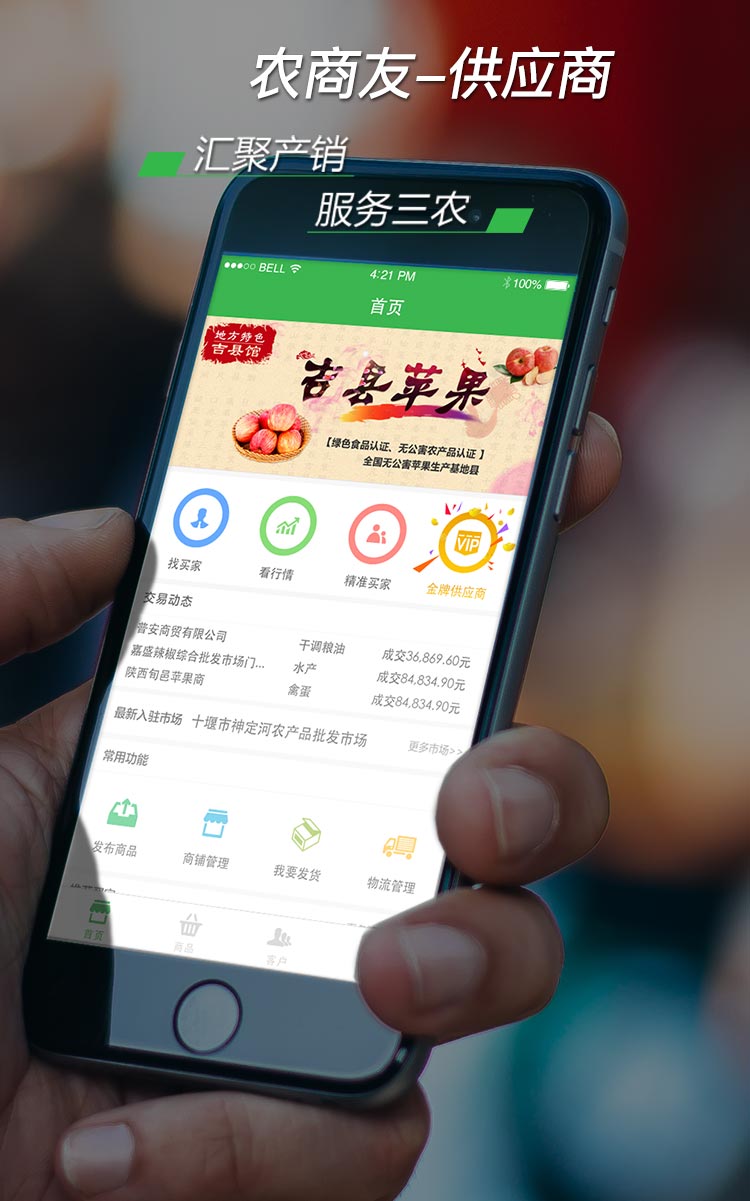 农商友-供应商
汇聚产销
服务三农
BELL 4:21 PM 100%
首页
地方特色
吉县馆
吉县苹果
【绿色食品认证、无公害农产品认证】
全国无公害苹果生产基地县
VIP
找买家 看行情 精准买家 金牌供应商
交易动态
普安商贸有限公司 干调粮油 成交36,869.60元
嘉盛辣椒综合批发市场门... 水产 成交84,834.90元
陕西旬邑苹果商 禽蛋 成交84,834.90元
最新入驻市场 十堰市神定河农产品批发市场 更多市场>>
常用功能
发布商品 商铺管理 我要发货 物流管理
首页 商品 客户